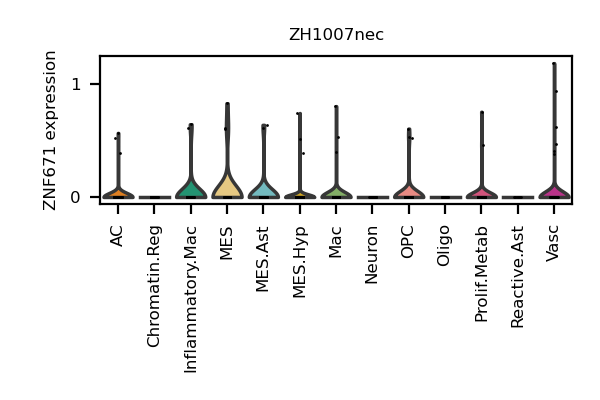 ZH1007nec
ZNF671 expression
1
0
AC
Chromatin.Reg
Inflammatory.Mac
MES
MES.Ast
MES.Hyp
Mac
Neuron
OPC
Oligo
Prolif.Metab
Reactive.Ast
Vasc